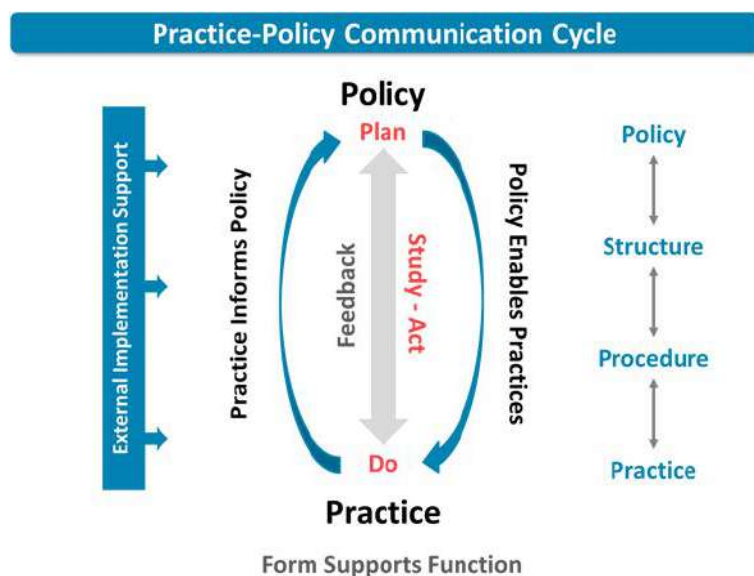 Practice-Policy Communication Cycle
External Implementation Support
Practice Informs Policy
Policy
Plan
Feedback
Study - Act
Do
Practice
Policy Enables Practices
Policy
Structure
Procedure
Practice
Form Supports Function